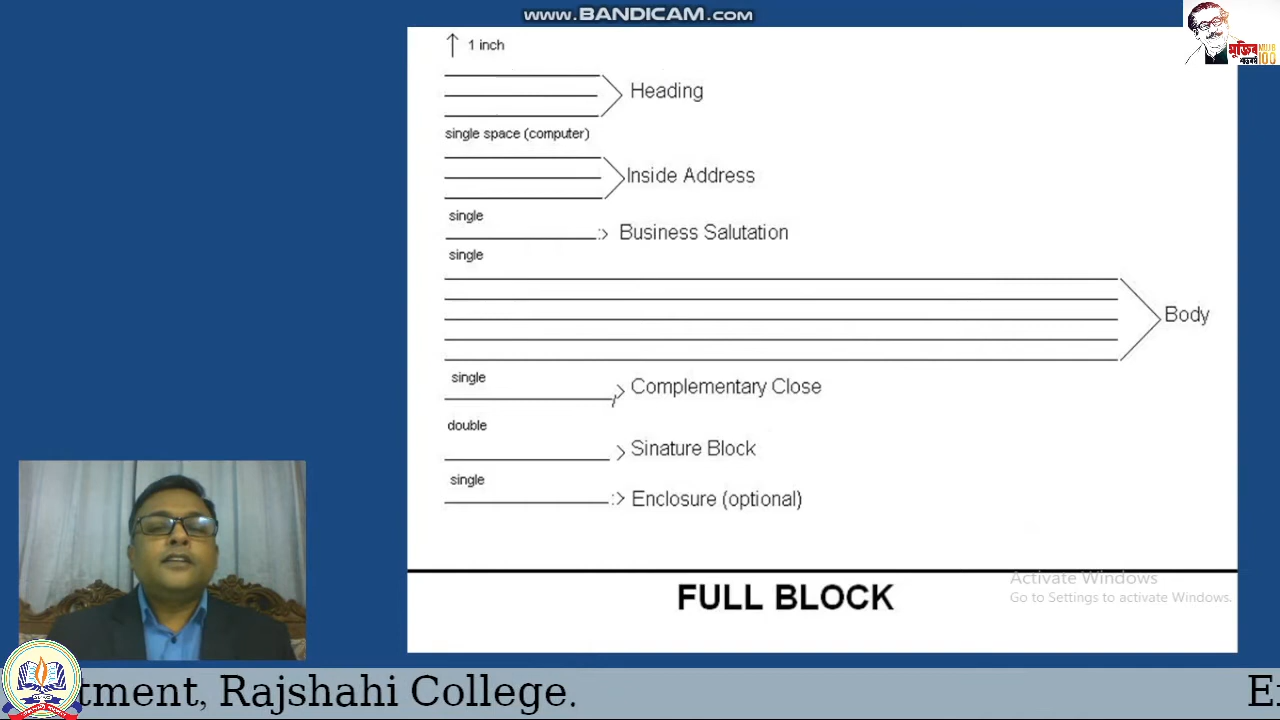 www.BANDICAM.com
মুজিব
শতবর্ষ
100
1 inch
Heading
single space (computer)
Inside Address
single
Business Salutation
single
Body
single
Complementary Close
double
Sinature Block
single
Enclosure (optional)
Activate Windows
Go to Settings to activate Windows.
FULL BLOCK
tment, Rajshahi College.